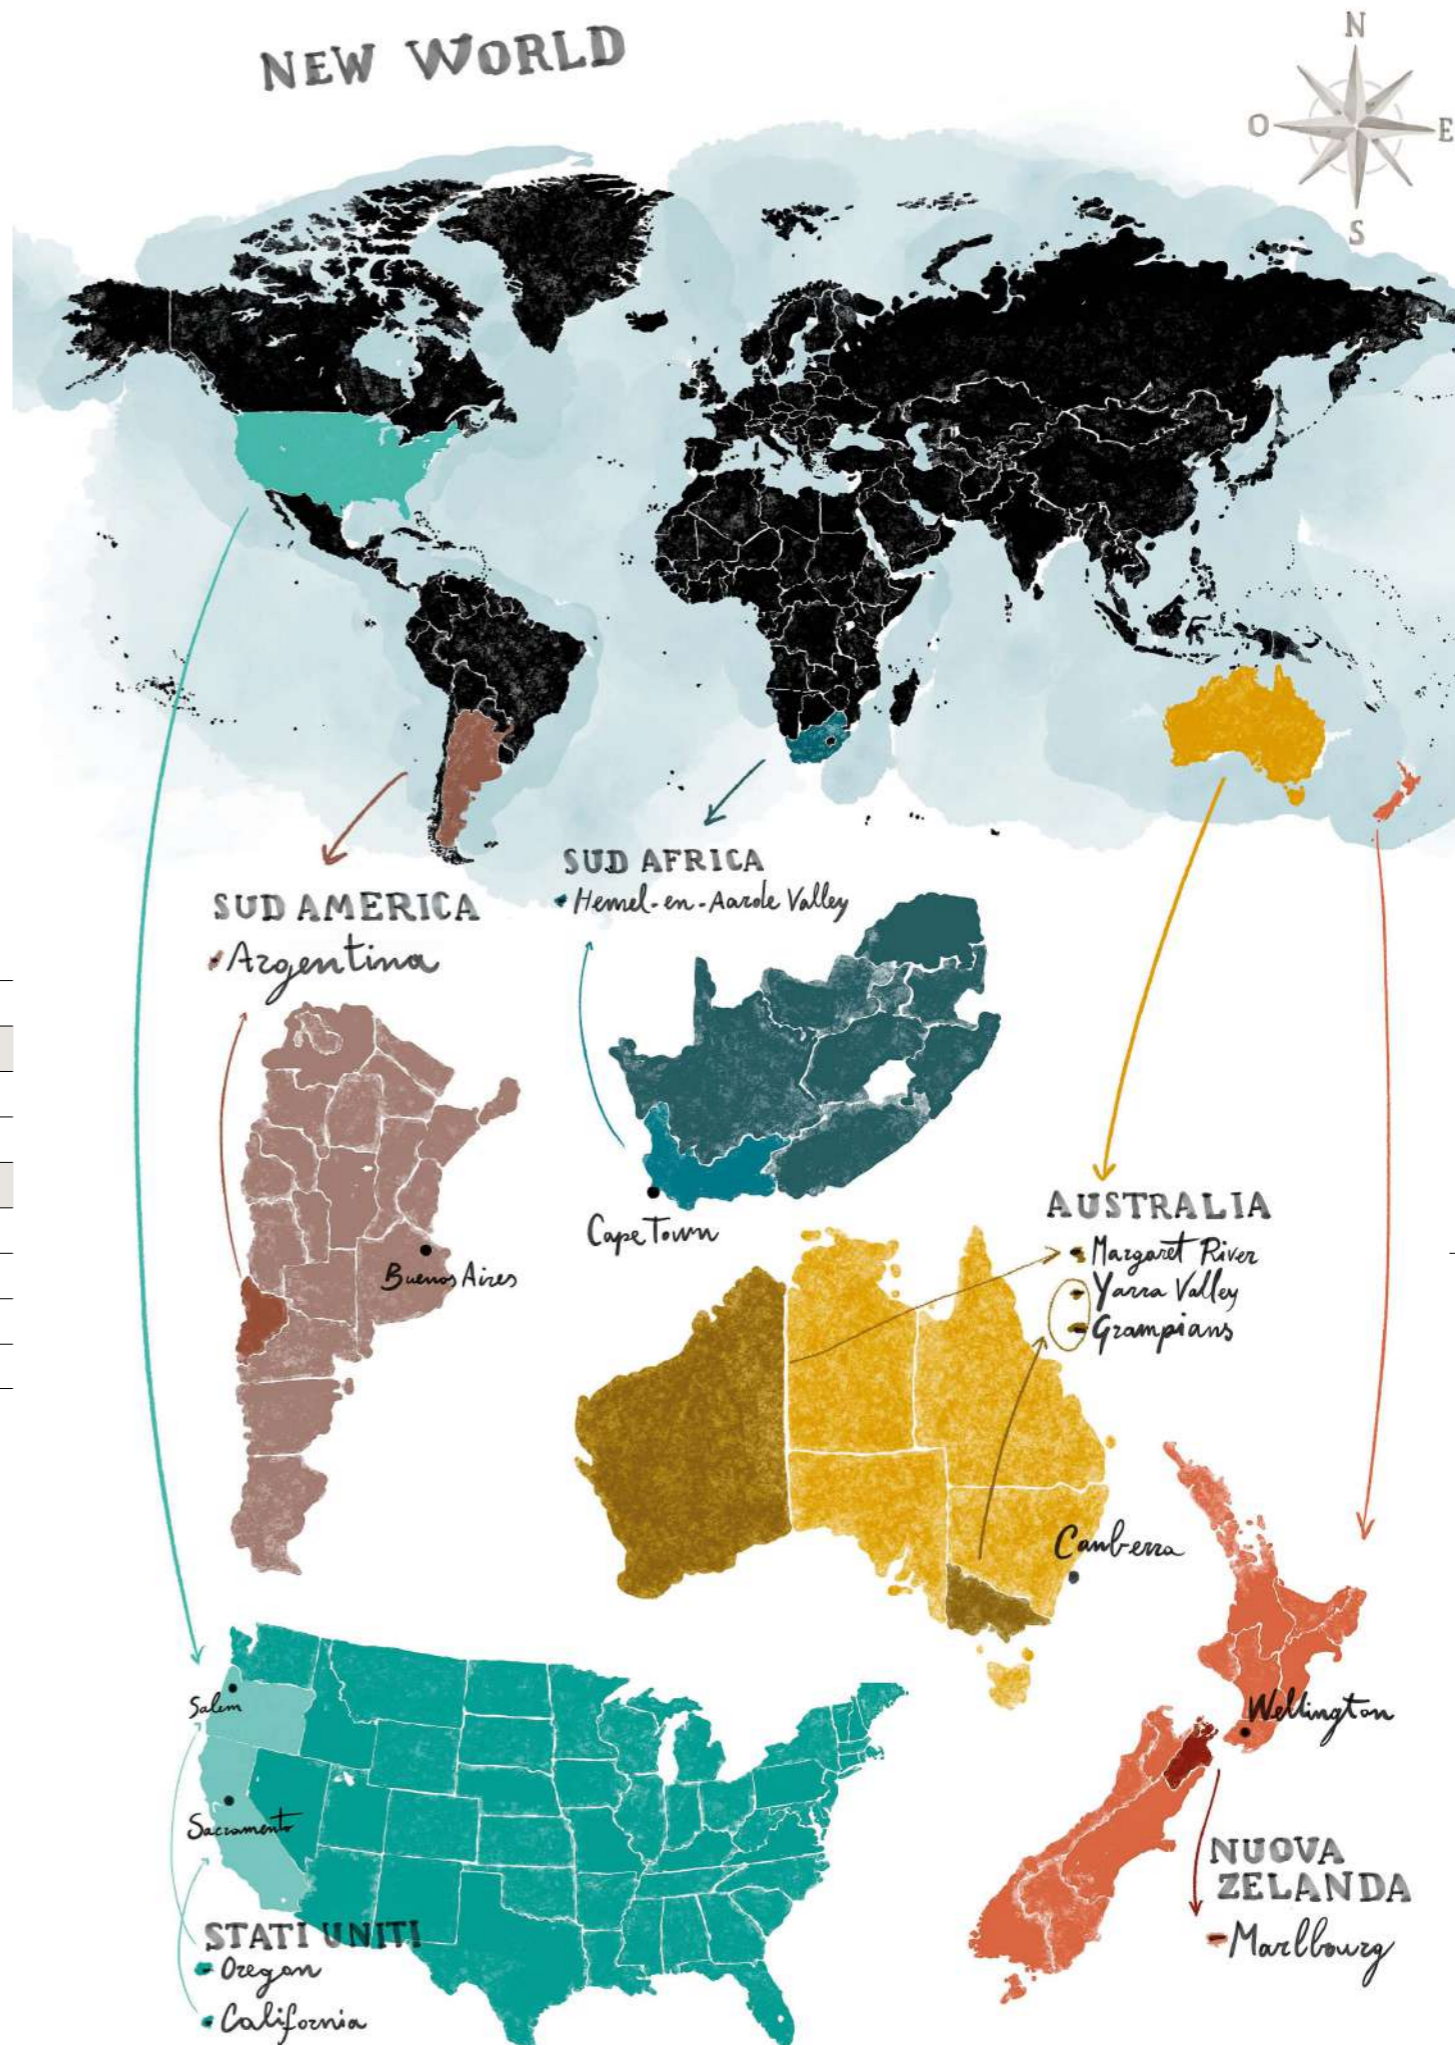 NEW WORLD
N
O
E
S
SUD AFRICA
Hemel-en-Aarde Valley
SUD AMERICA
Argentina
Cape Town
AUSTRALIA
Margaret River
Yarra Valley
Grampians
Buenos Aires
Canberra
Salem
Wellington
Sacramento
NUOVA
ZELANDA
Marlbourg
STATI UNITI
Oregon
California